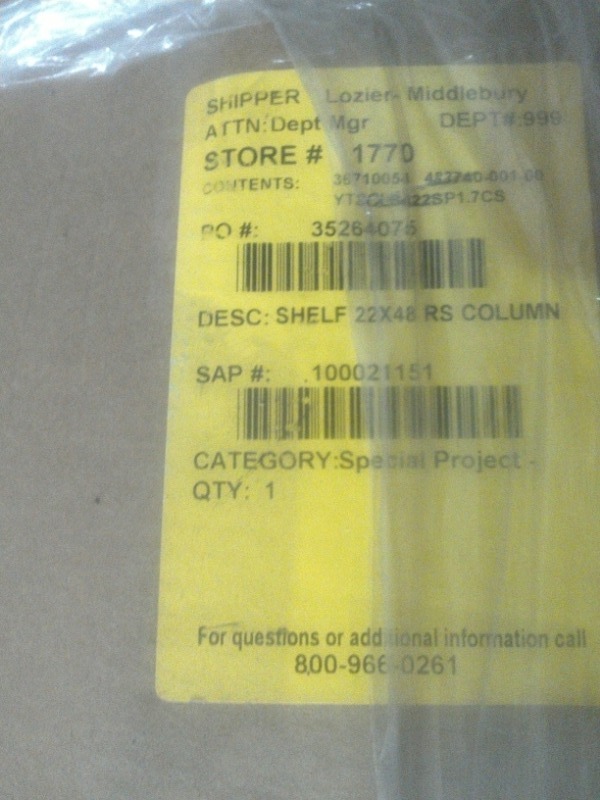 SHIPPER Lozier- Middlebury
ATTN:Dept Mgr DEPT#:999
STORE # 1770
CONTENTS: 36710054
PO #: 35264075
DESC: SHELF 22X48 RS COLUMN
SAP #: 100021151
CATEGORY:Special Project -
QTY: 1
For questions or additional information call
800-966-0261